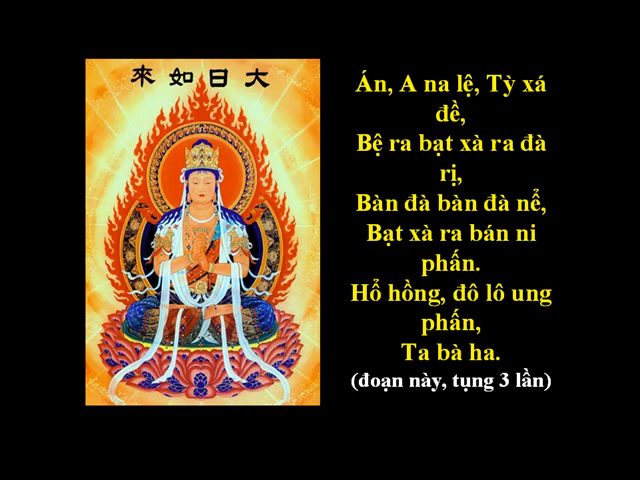 大日如來
Án, A na lệ, Tỳ xá
đề,
Bệ ra bạt xà ra đà
rị,
Bàn đà bàn đà nể,
Bạt xà ra bán ni
phấn.
Hổ hồng, đô lô ung
phấn,
Ta bà ha.
(đoạn này, tụng 3 lần)